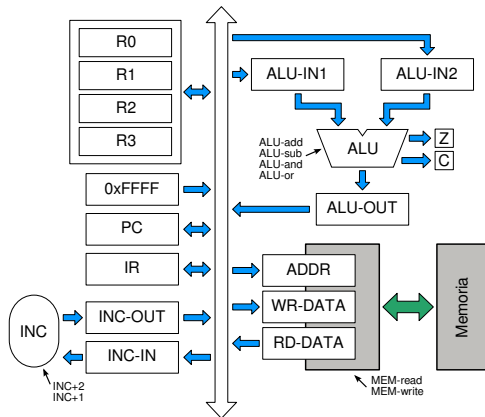 R0
R1
R2
R3
ALU-IN1
ALU-IN2
ALU-add
ALU-sub
ALU-and
ALU-or
ALU
Z
C
0xFFFF
ALU-OUT
PC
IR
ADDR
INC
INC-OUT
WR-DATA
INC-IN
RD-DATA
Memoria
INC+2
INC+1
MEM-read
MEM-write